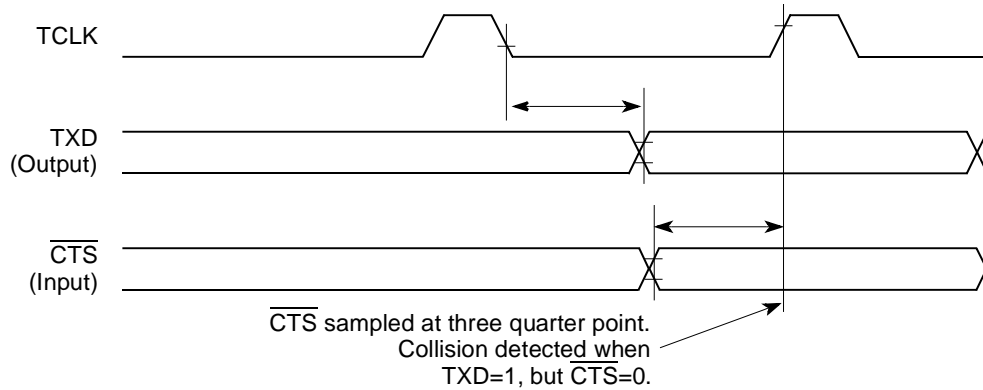 TCLK
TXD
(Output)
CTS
(Input)
CTS sampled at three quarter point.
Collision detected when
TXD=1, but CTS=0.